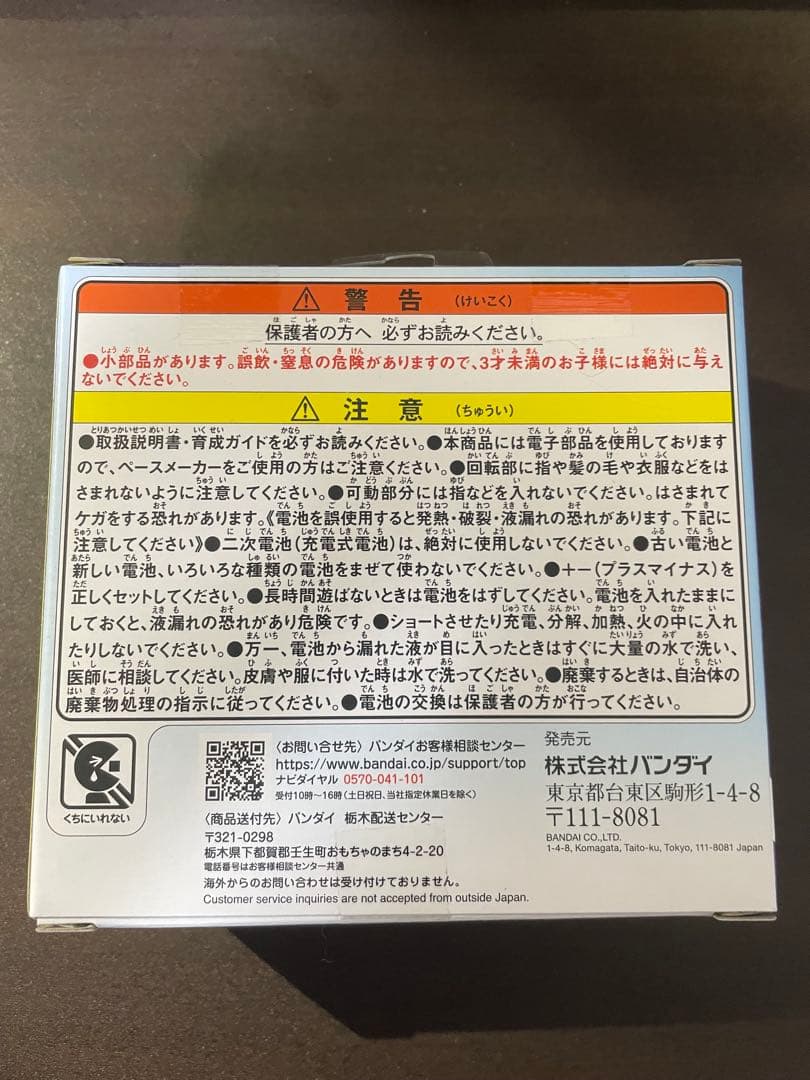 ⚠ 警告 (けいこく)
保護者の方へ 必ずお読みください。
●小部品があります。誤飲・窒息の危険がありますので、3才未満のお子様には絶対に与え
ないでください。
⚠ 注意 (ちゅうい)
●取扱説明書・育成ガイドを必ずお読みください。●本商品には電子部品を使用しております
ので、ペースメーカーをご使用の方はご注意ください。●回転部に指や髪の毛や衣服などをは
さまれないように注意してください。●可動部分には指などを入れないでください。はさまれて
ケガをする恐れがあります。《電池を誤使用すると発熱・破裂・液漏れの恐れがあります。下記に
注意してください》●二次電池(充電式電池)は、絶対に使用しないでください。●古い電池と
新しい電池、いろいろな種類の電池をまぜて使わないでください。●+-(プラスマイナス)を
正しくセットしてください。●長時間遊ばないときは電池をはずしてください。電池を入れたままに
しておくと、液漏れの恐れがあり危険です。●ショートさせたり充電、分解、加熱、火の中に入れ
たりしないでください。●万一、電池から漏れた液が目に入ったときはすぐに大量の水で洗い、
医師に相談してください。皮膚や服に付いた時は水で洗ってください。●廃棄するときは、自治体の
廃棄物処理の指示に従ってください。●電池の交換は保護者の方が行ってください。
くちにいれない
〈お問い合せ先〉バンダイお客様相談センター
https://www.bandai.co.jp/support/top
ナビダイヤル 0570-041-101
受付10時〜16時(土日祝日、当社指定休業日を除く)
〈商品送付先〉バンダイ 栃木配送センター
〒321-0298
栃木県下都賀郡壬生町おもちゃのまち4-2-20
電話番号はお客様相談センター共通
海外からのお問い合わせは受け付けておりません。
Customer service inquiries are not accepted from outside Japan.
発売元
株式会社バンダイ
東京都台東区駒形1-4-8
〒111-8081
BANDAI CO.,LTD.
1-4-8, Komagata, Taito-ku, Tokyo, 111-8081 Japan